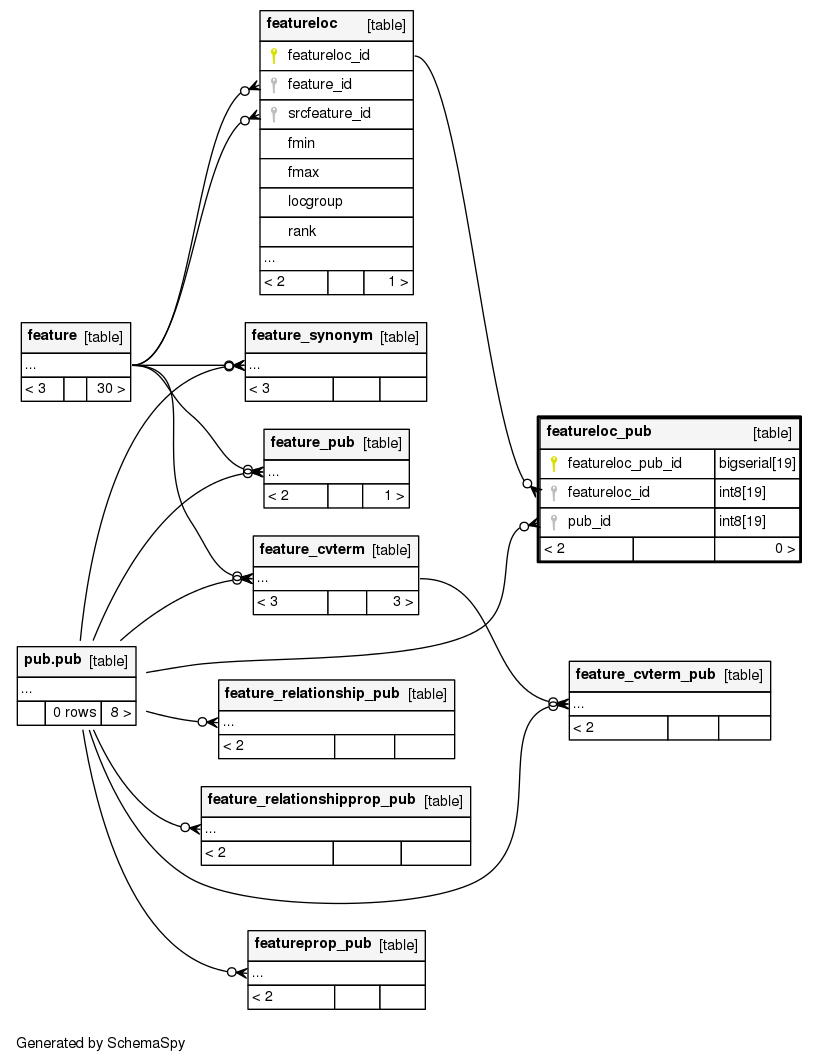 featureloc [table]
featureloc_id
feature_id
srcfeature_id
fmin
fmax
locgroup
rank
...
< 2 1 >
feature [table]
...
< 3 30 >
feature_synonym [table]
...
< 3
feature_pub [table]
...
< 2 1 >
featureloc_pub [table]
featureloc_pub_id bigserial[19]
featureloc_id int8[19]
pub_id int8[19]
< 2 0 >
feature_cvterm [table]
...
< 3 3 >
pub.pub [table]
...
0 rows 8 >
feature_relationship_pub [table]
...
< 2
feature_cvterm_pub [table]
...
< 2
feature_relationshipprop_pub [table]
...
< 2
featureprop_pub [table]
...
< 2
Generated by SchemaSpy